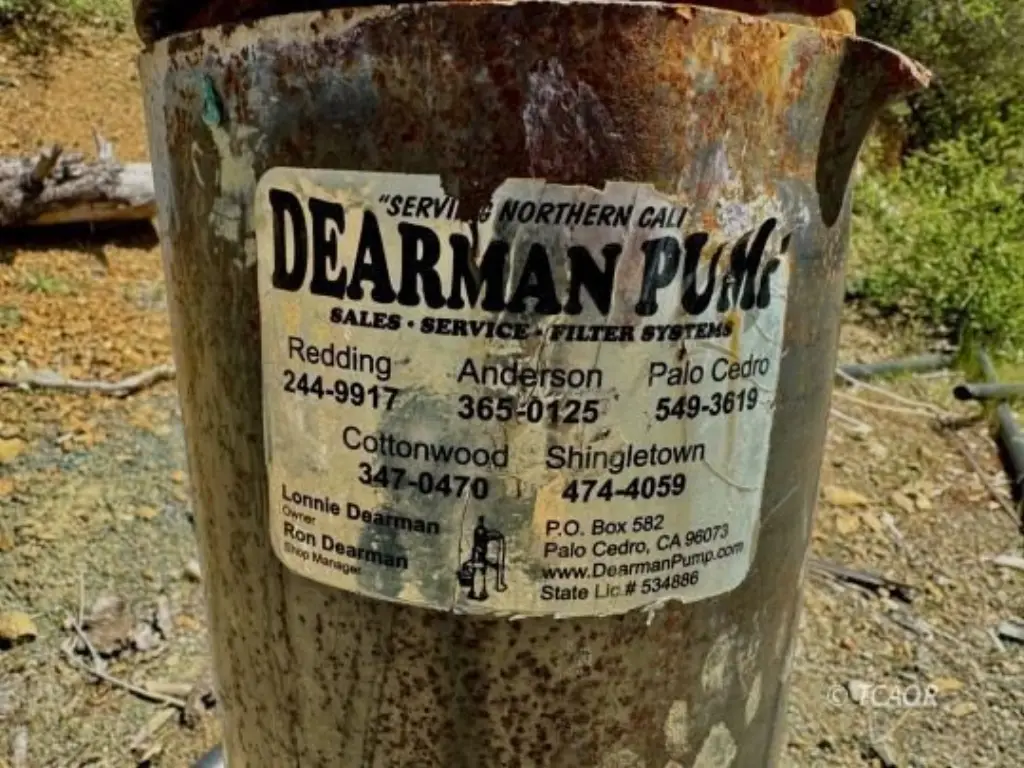 "SERVING NORTHERN CALI
DEARMAN PUMP
SALES · SERVICE · FILTER SYSTEMS
Redding Anderson Palo Cedro
244-9917 365-0125 549-3619
Cottonwood Shingletown
347-0470 474-4059
Lonnie Dearman
Owner
Ron Dearman
Shop Manager
P.O. Box 582
Palo Cedro, CA 96073
www.DearmanPump.com
State Lic.# 534886
© TCAOR